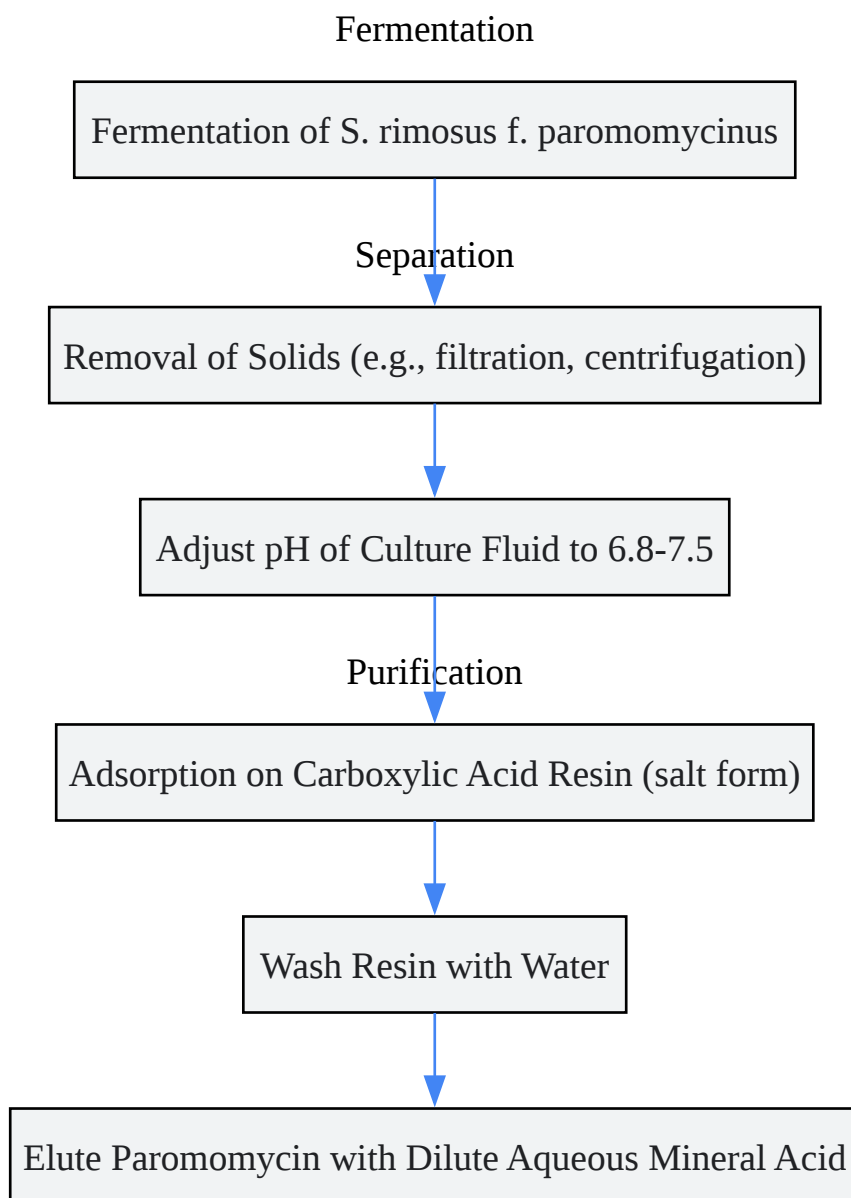 Fermentation
Fermentation of S. rimosus f. paromomycinus
Separation
Removal of Solids (e.g., filtration, centrifugation)
Adjust pH of Culture Fluid to 6.8-7.5
Purification
Adsorption on Carboxylic Acid Resin (salt form)
Wash Resin with Water
Elute Paromomycin with Dilute Aqueous Mineral Acid